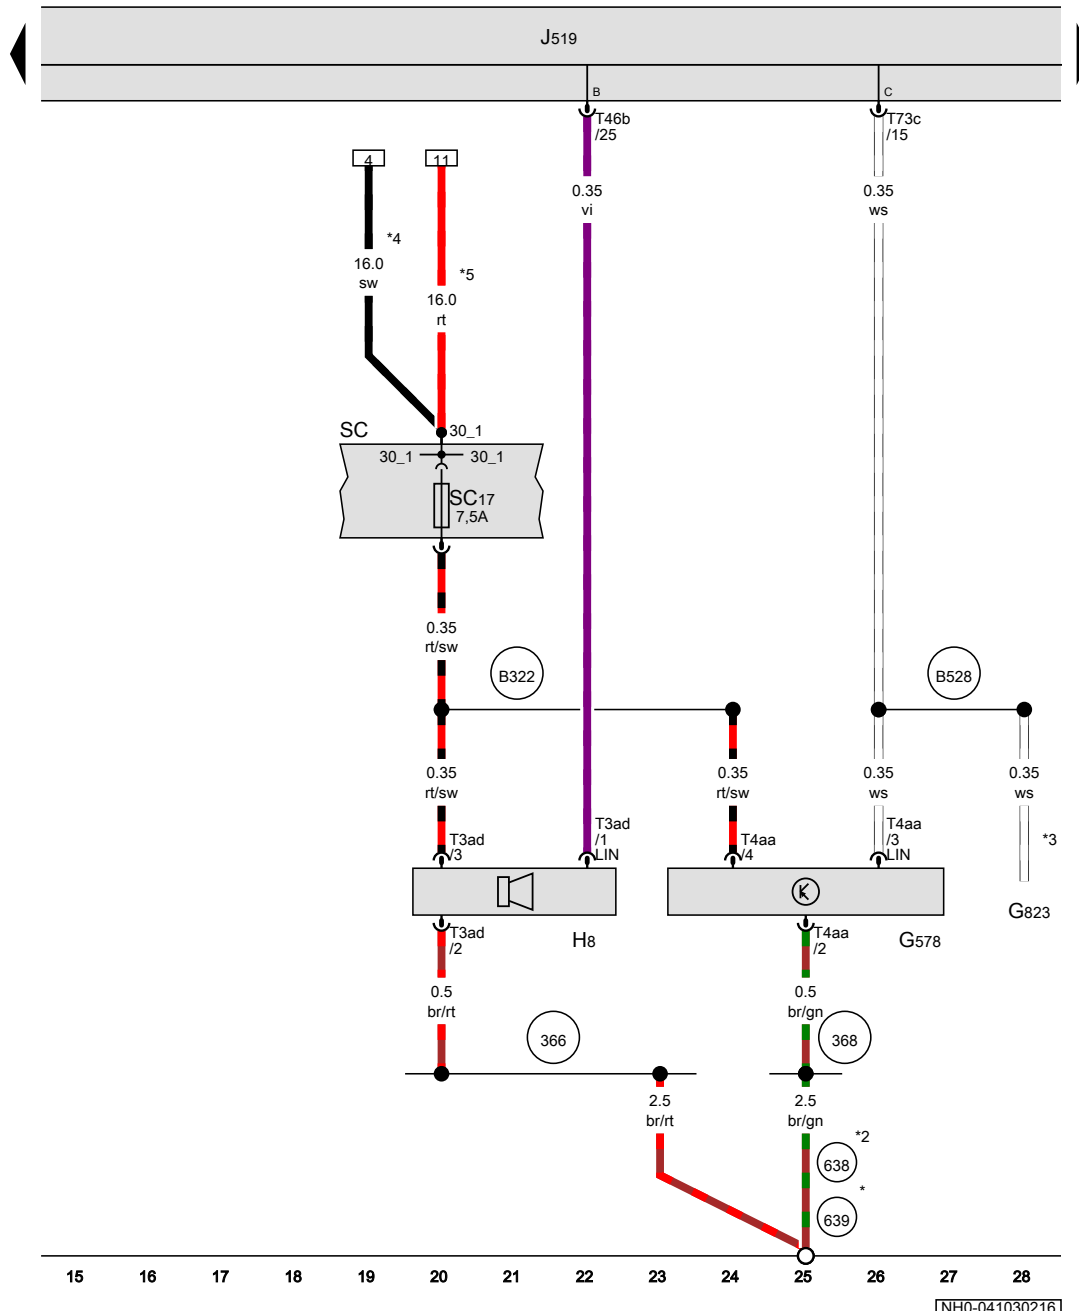 J519
B
C
T46b
/25
T73c
/15
4
11
0.35
vi
0.35
ws
*4
16.0
sw
*5
16.0
rt
SC
30_1
30_1
30_1
SC17
7,5A
0.35
rt/sw
B322
B528
0.35
rt/sw
0.35
rt/sw
0.35
ws
0.35
ws
T3ad
/3
T3ad
/1
LIN
T4aa
/4
T4aa
/3
LIN
*3
G823
T3ad
/2
H8
T4aa
/2
G578
0.5
br/rt
0.5
br/gn
366
368
2.5
br/rt
2.5
br/gn
*2
638
*
639
15 16 17 18 19 20 21 22 23 24 25 26 27 28
NH0-041030216